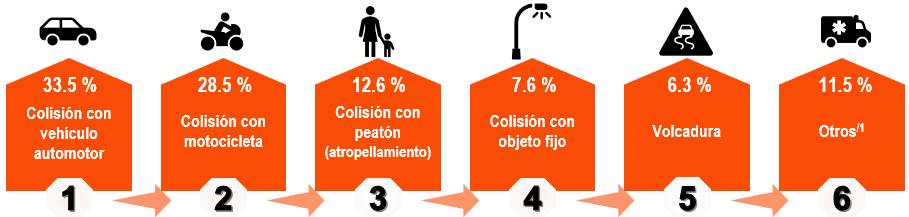 33.5 %
Colisión con
vehículo
automotor
1
28.5 %
Colisión con
motocicleta
2
12.6 %
Colisión con
peatón
(atropellamiento)
3
7.6 %
Colisión con
objeto fijo
4
6.3 %
Volcadura
5
11.5 %
Otros/1
6